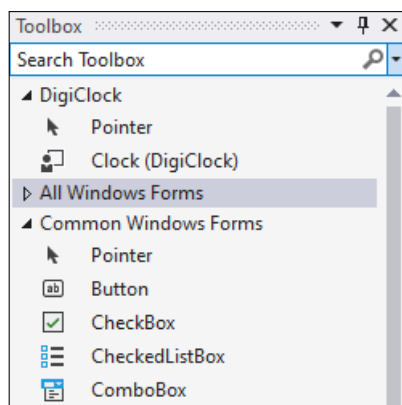 Toolbox
Search Toolbox
DigiClock
Pointer
Clock (DigiClock)
All Windows Forms
Common Windows Forms
Pointer
Button
CheckBox
CheckedListBox
ComboBox